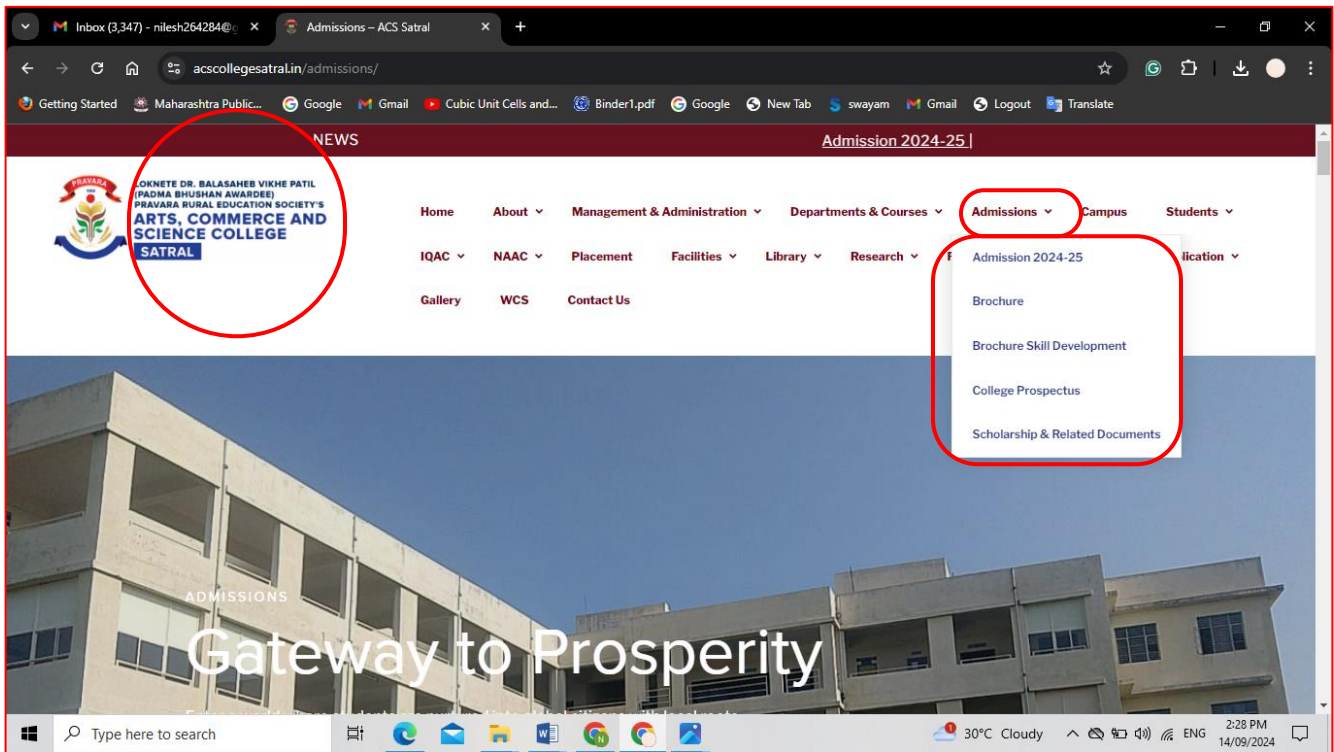 Inbox (3,347) - nilesh264284@g
Admissions – ACS Satral
acscollegesatral.in/admissions/
Getting Started Maharashtra Public... Google Gmail Cubic Unit Cells and... Binder1.pdf Google New Tab swayam Gmail Logout Translate
NEWS Admission 2024-25 |
PRAVARA
LOKNETE DR. BALASAHEB VIKHE PATIL
(PADMA BHUSHAN AWARDEE)
PRAVARA RURAL EDUCATION SOCIETY'S
ARTS, COMMERCE AND
SCIENCE COLLEGE
SATRAL
Home About Management & Administration Departments & Courses Admissions Campus Students
IQAC NAAC Placement Facilities Library Research
Gallery WCS Contact Us
Admission 2024-25
Brochure
Brochure Skill Development
College Prospectus
Scholarship & Related Documents
ADMISSIONS
Gateway to Prosperity
Type here to search
30°C Cloudy ENG 2:28 PM
14/09/2024